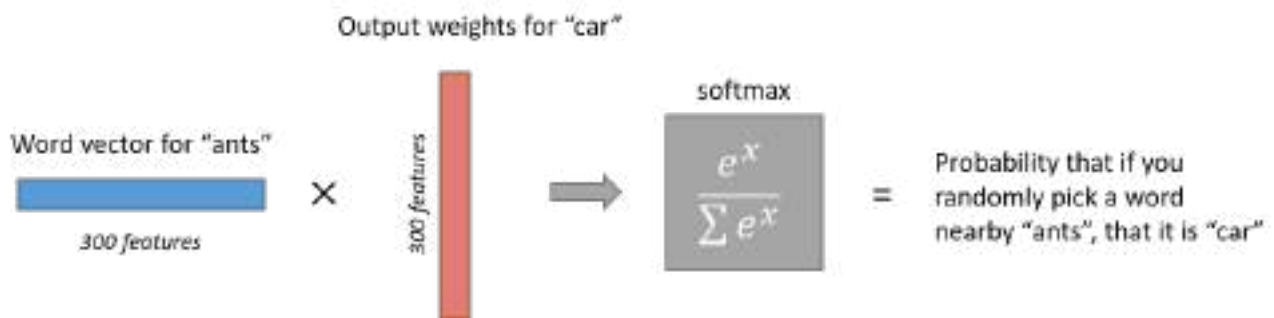 Output weights for “car”
softmax
Word vector for “ants”
300 features
×
300 features
e^x
∑ e^x
=
Probability that if you
randomly pick a word
nearby “ants”, that it is “car”